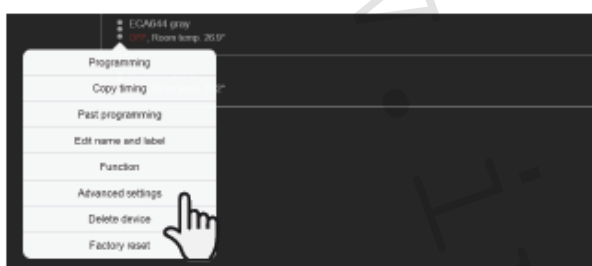 ECA644 gray
OFF, Room temp. 26.9°
Programming
Copy timing
Past programming
Edit name and label
Function
Advanced settings
Delete device
Factory reset